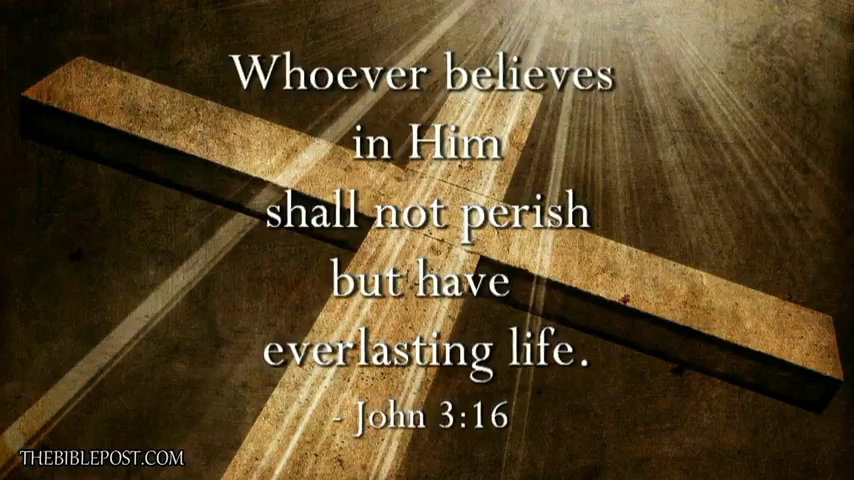 Whoever believes
in Him
shall not perish
but have
everlasting life.
- John 3:16
THEBIBLEPOST.COM